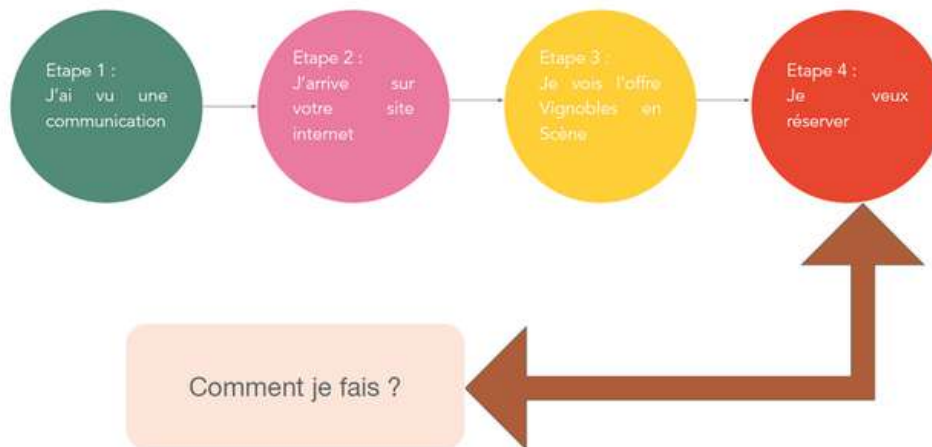 Etape 1 :
J'ai vu une
communication
Etape 2 :
J'arrive sur
votre site
internet
Etape 3 :
Je vois l'offre
Vignobles en
Scène
Etape 4 :
Je veux
réserver
Comment je fais ?